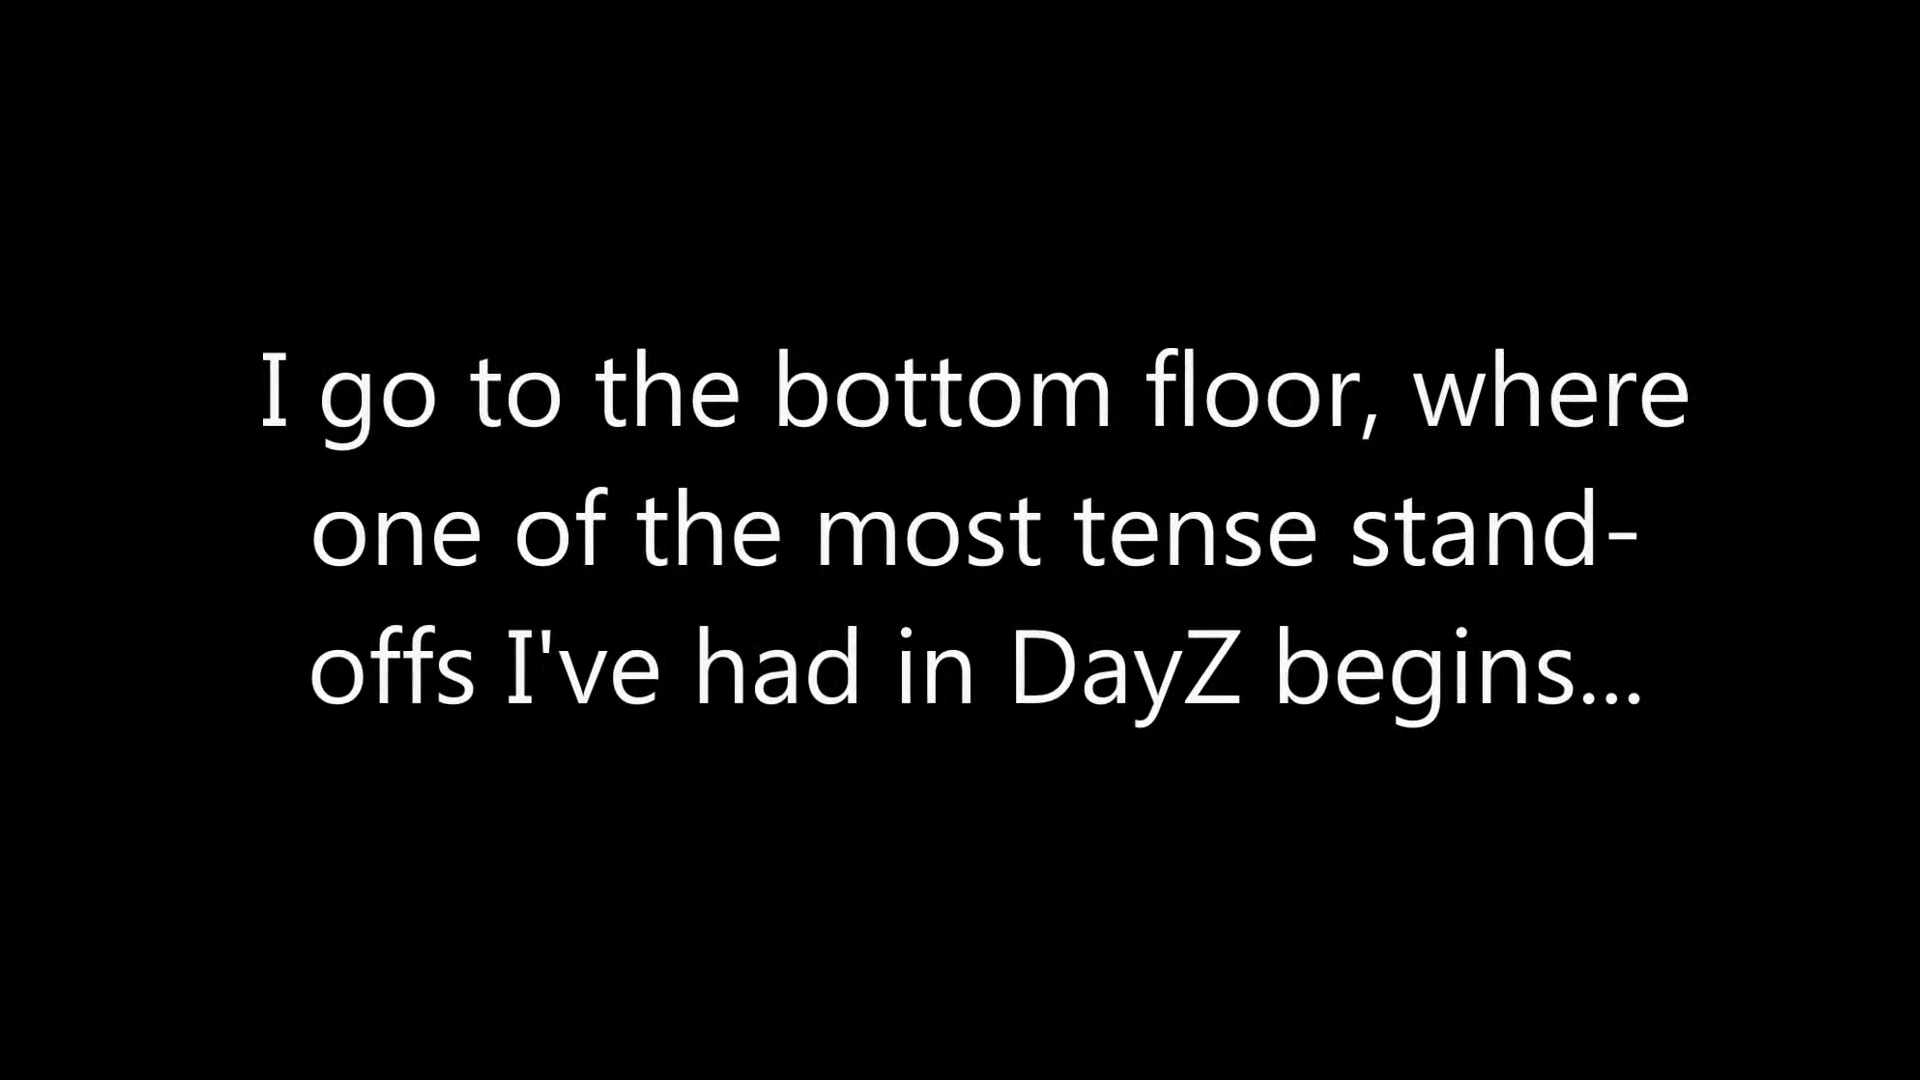 I go to the bottom floor, where
one of the most tense stand-
offs I've had in DayZ begins...